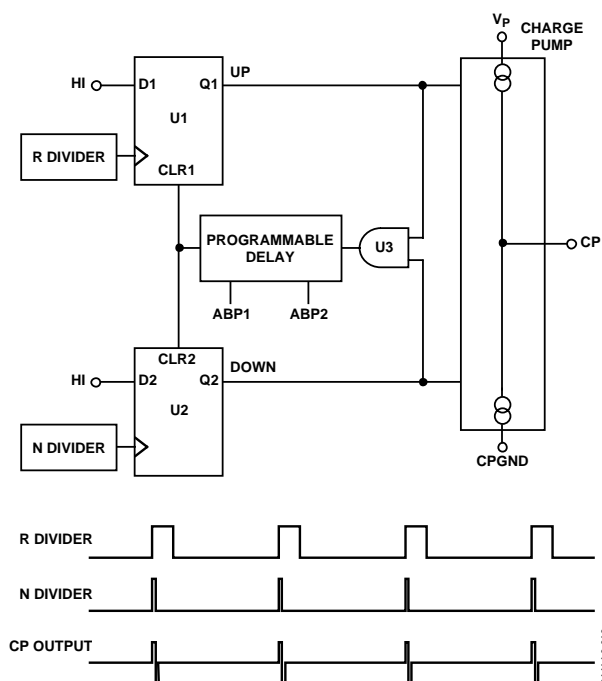 VP
CHARGE
PUMP
UP
HI
D1
Q1
U1
R DIVIDER
CLR1
PROGRAMMABLE
DELAY
U3
CP
ABP1
ABP2
CLR2
DOWN
HI
D2
Q2
U2
N DIVIDER
CPGND
R DIVIDER
N DIVIDER
CP OUTPUT